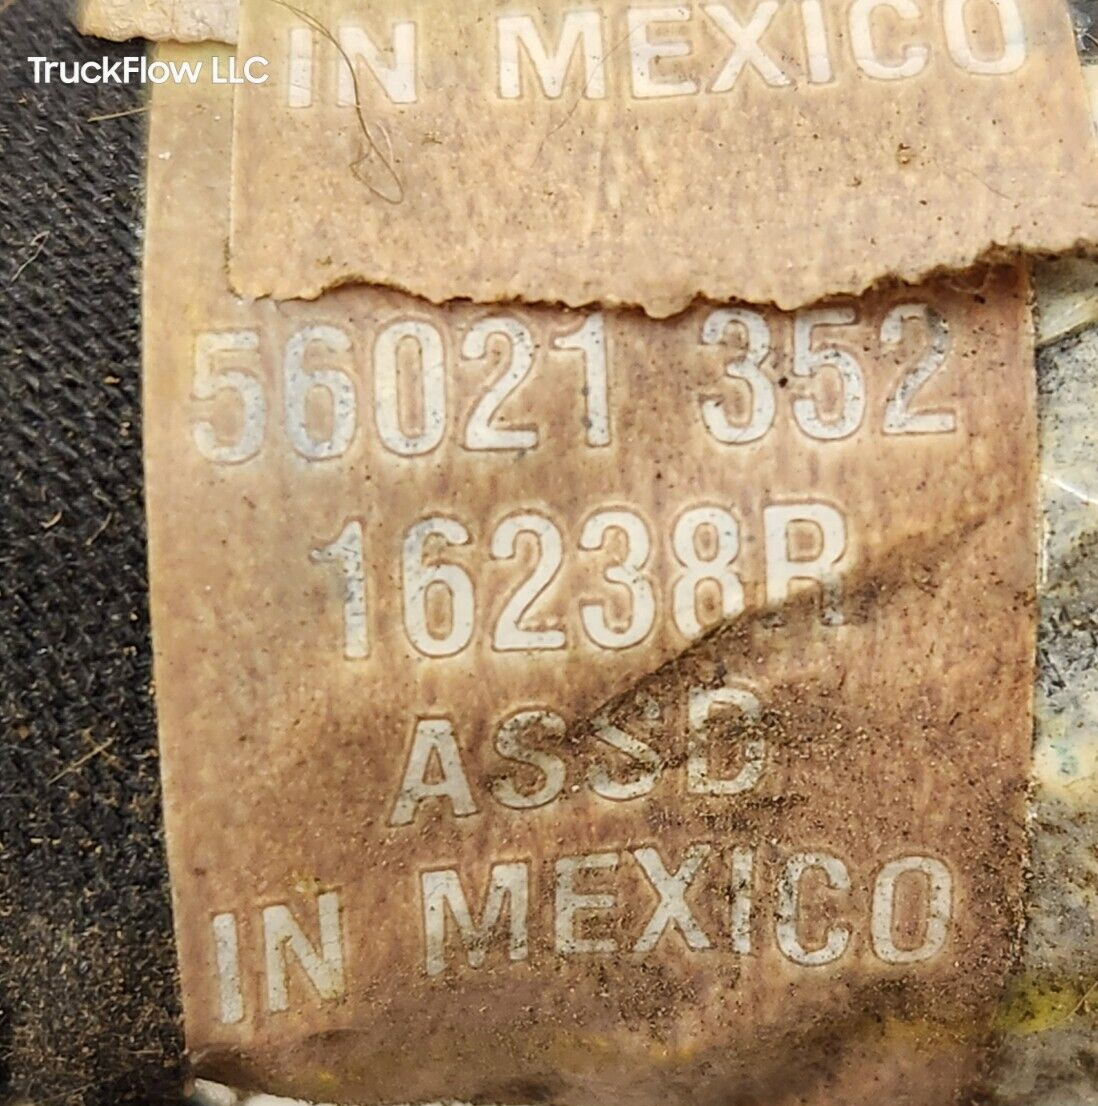 IN MEXICO
TruckFlow LLC
56021 352
16238R
ASSD
IN MEXICO